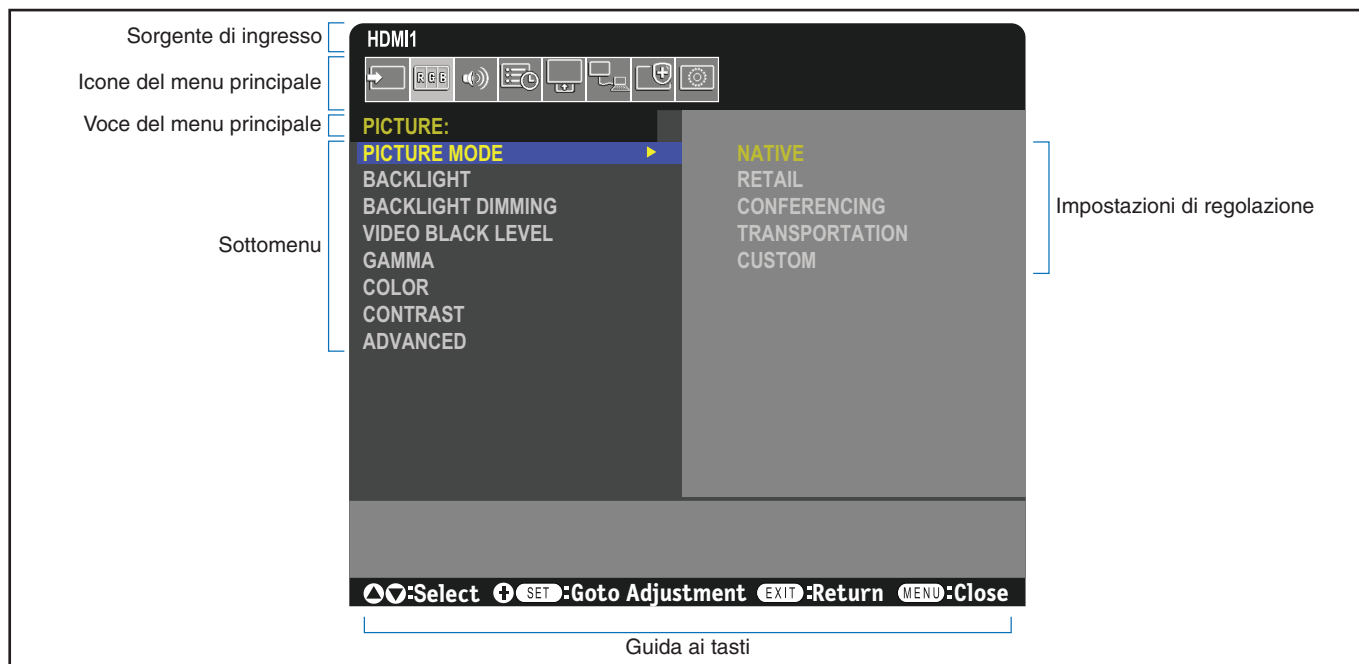 Sorgente di ingresso
HDMI1
Icone del menu principale
RGB
Voce del menu principale
PICTURE:
PICTURE MODE
NATIVE
BACKLIGHT
RETAIL
BACKLIGHT DIMMING
CONFERENCING
Impostazioni di regolazione
VIDEO BLACK LEVEL
TRANSPORTATION
Sottomenu
GAMMA
CUSTOM
COLOR
CONTRAST
ADVANCED
:Select SET :Goto Adjustment EXIT :Return MENU :Close
Guida ai tasti